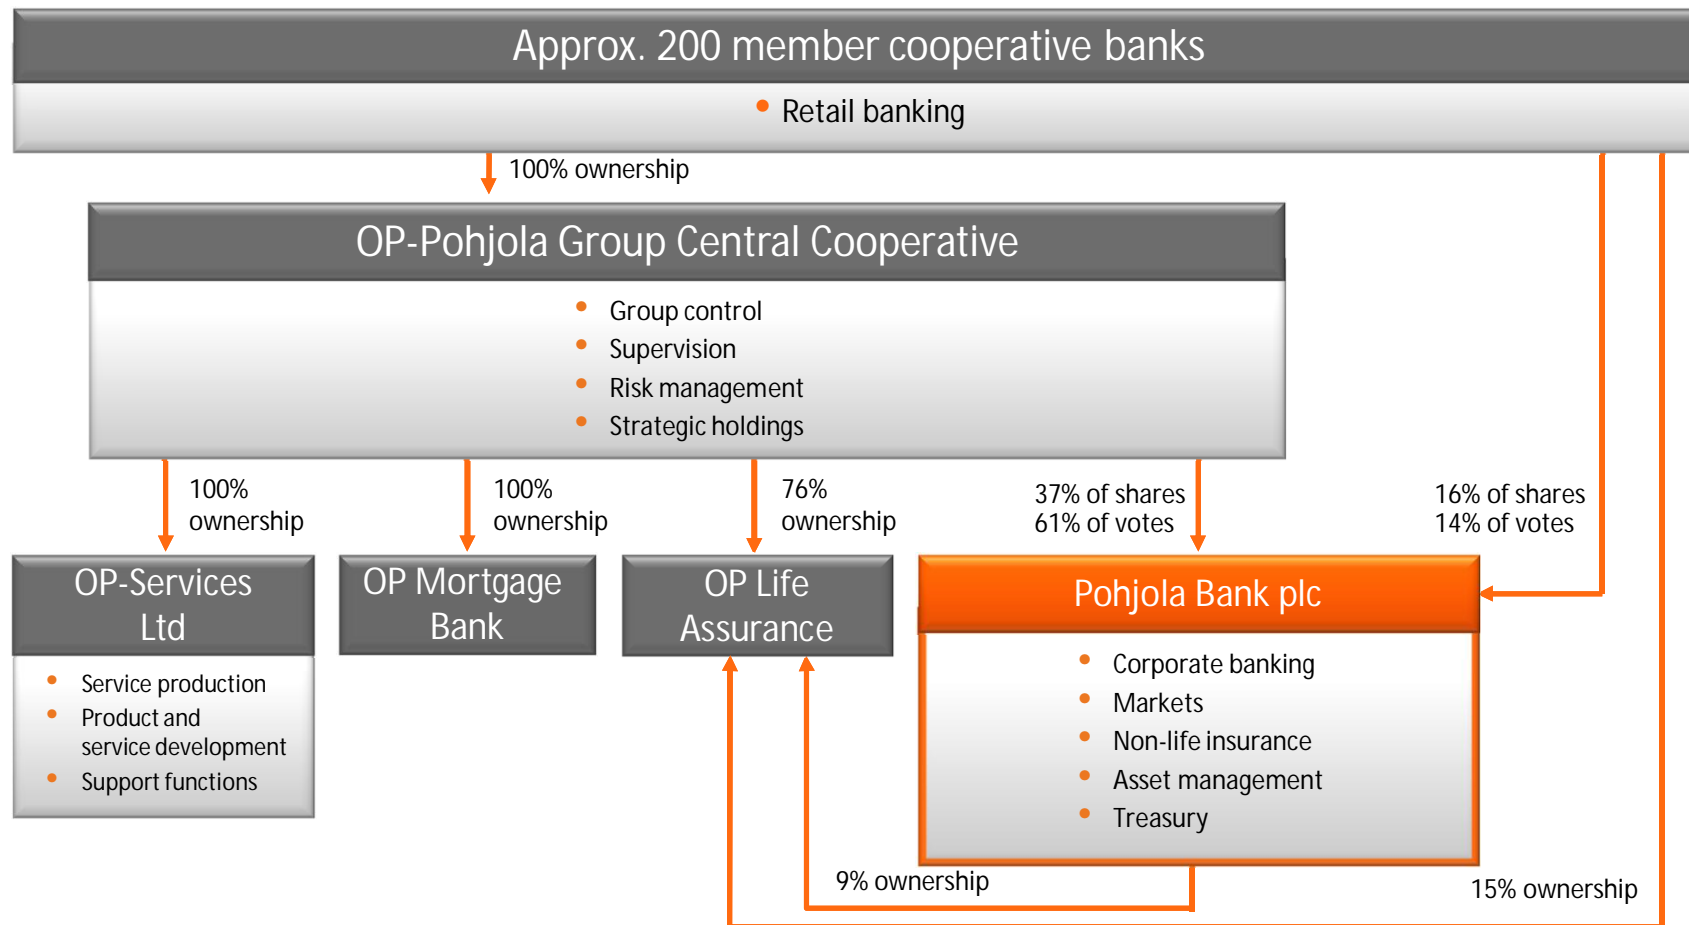 Approx. 200 member cooperative banks
• Retail banking
100% ownership
OP-Pohjola Group Central Cooperative
• Group control
• Supervision
• Risk management
• Strategic holdings
100%
ownership
100%
ownership
76%
ownership
37% of shares
61% of votes
16% of shares
14% of votes
OP-Services
Ltd
• Service production
• Product and
service development
• Support functions
OP Mortgage
Bank
OP Life
Assurance
Pohjola Bank plc
• Corporate banking
• Markets
• Non-life insurance
• Asset management
• Treasury
9% ownership
15% ownership